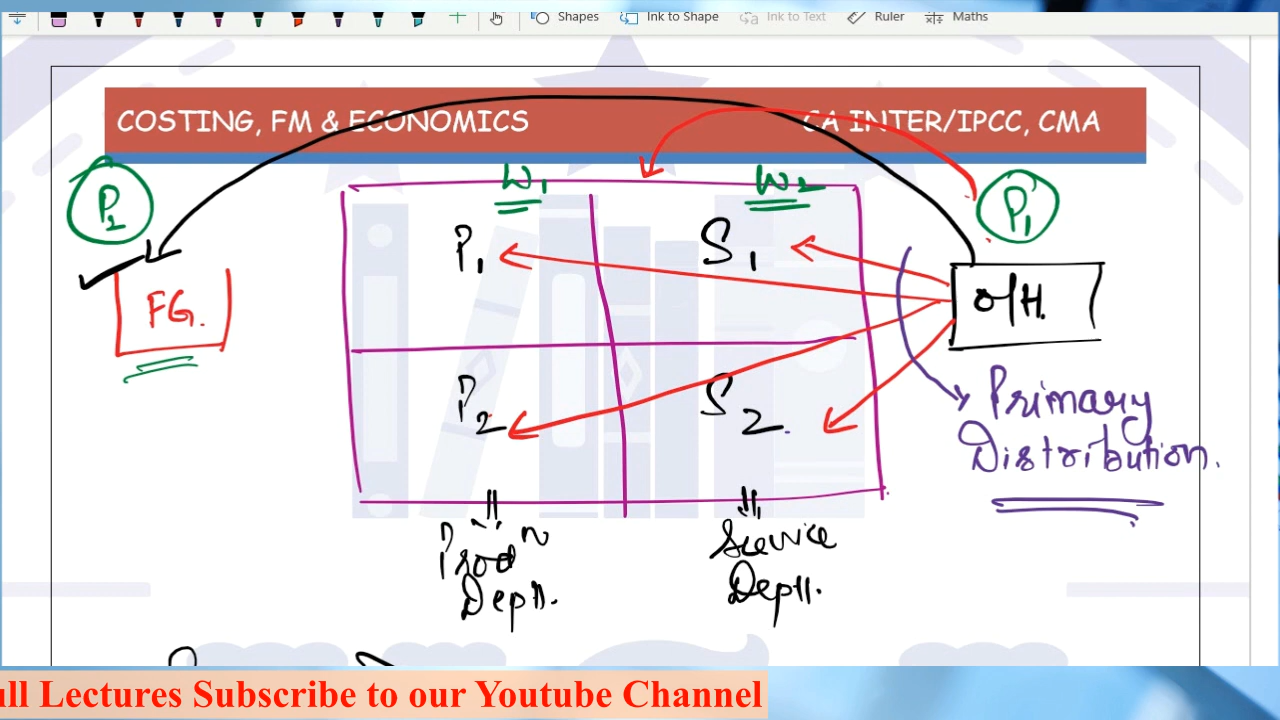 Shapes Ink to Shape Ink to Text Ruler Maths
COSTING, FM & ECONOMICS CA INTER/IPCC, CMA
W1 W2
P1
P1 S1
O/H.
FG.
P2 S2
Primary
Distribution.
Prodn Service
Deptt. Deptt.
ull Lectures Subscribe to our Youtube Channel